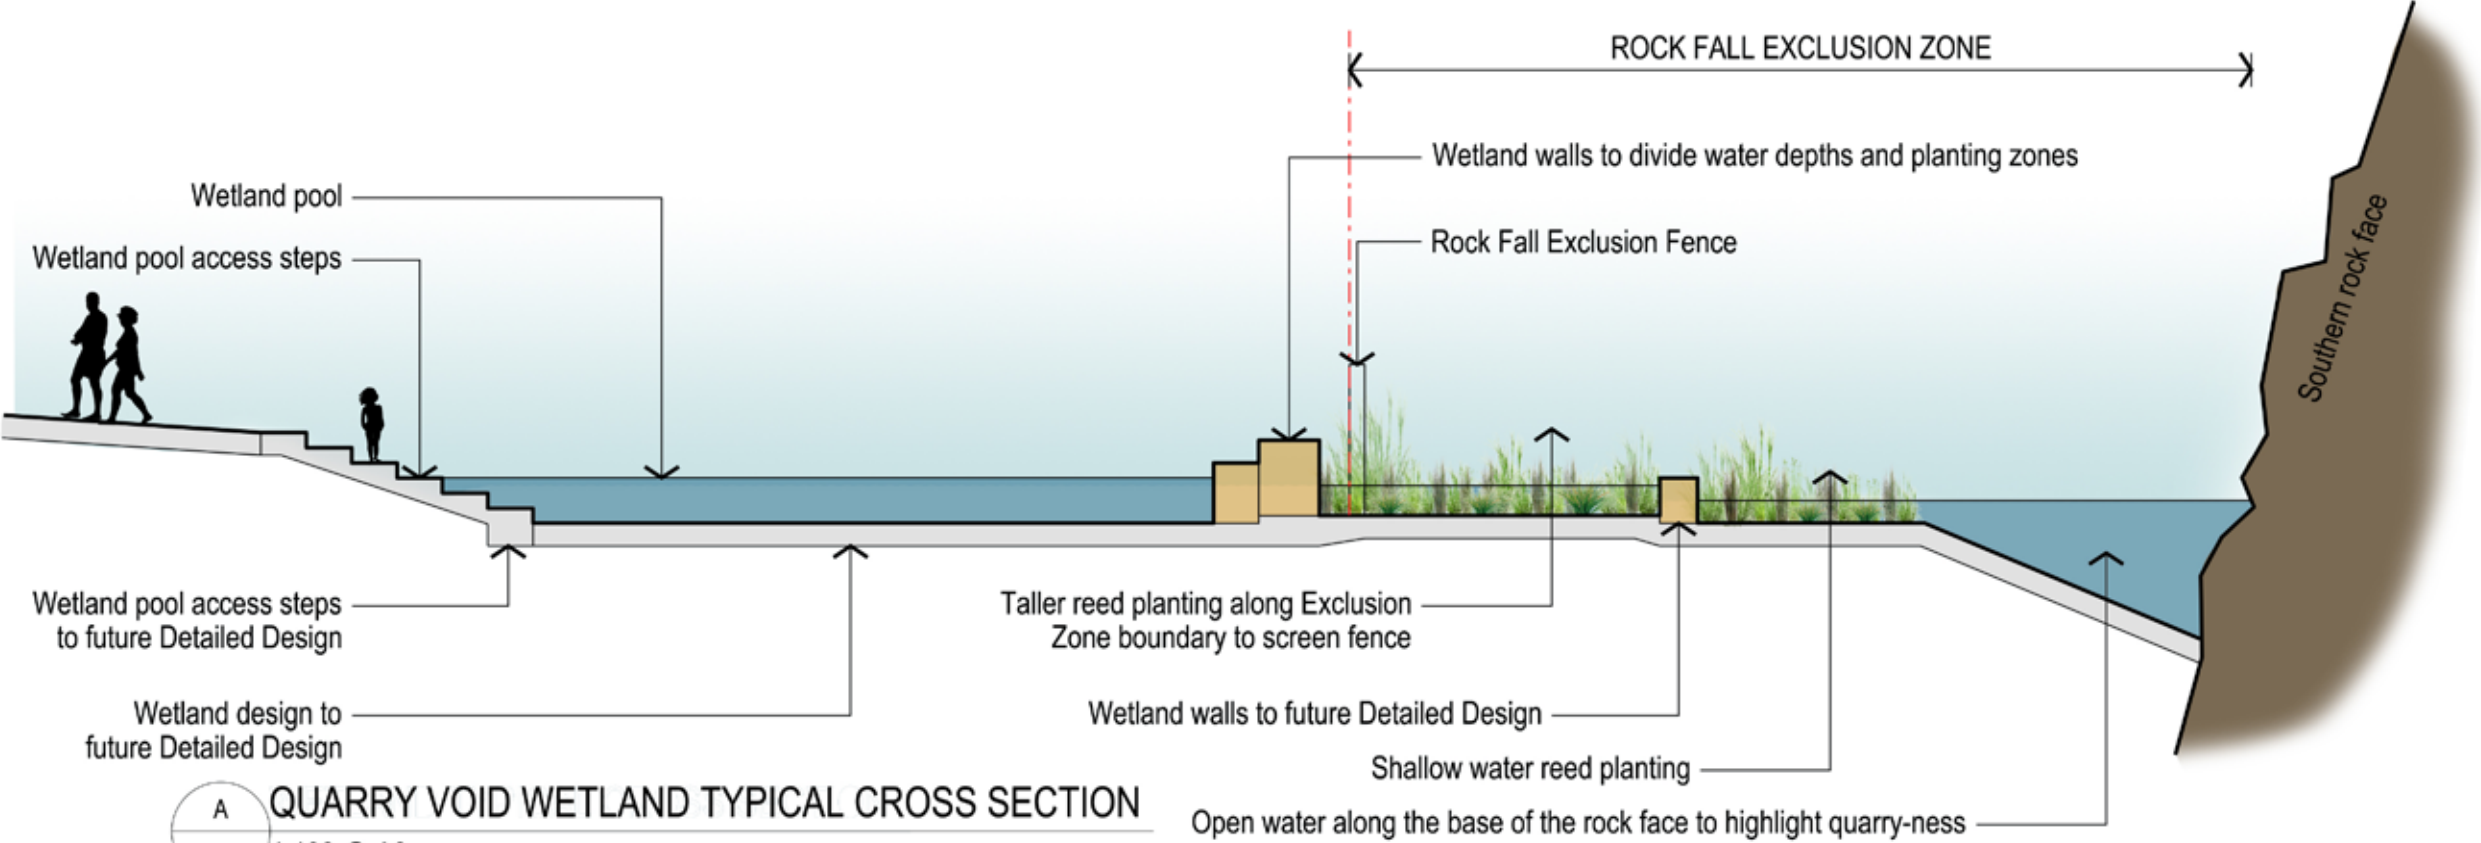 ROCK FALL EXCLUSION ZONE
Wetland walls to divide water depths and planting zones
Wetland pool
Rock Fall Exclusion Fence
Wetland pool access steps
Southern rock face
Wetland pool access steps
to future Detailed Design
Taller reed planting along Exclusion
Zone boundary to screen fence
Wetland design to
future Detailed Design
Wetland walls to future Detailed Design
Shallow water reed planting
A
QUARRY VOID WETLAND TYPICAL CROSS SECTION
Open water along the base of the rock face to highlight quarry-ness